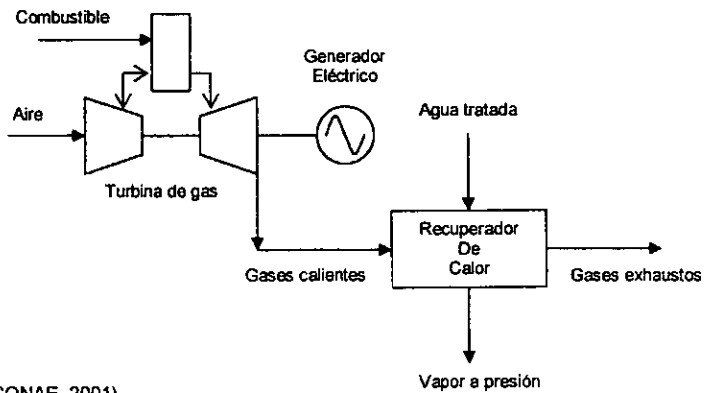 Combustible
Generador
Eléctrico
Aire
Agua tratada
Turbina de gas
Recuperador
De
Calor
Gases calientes
Gases exhaustos
Vapor a presión
CONAE, 2001)